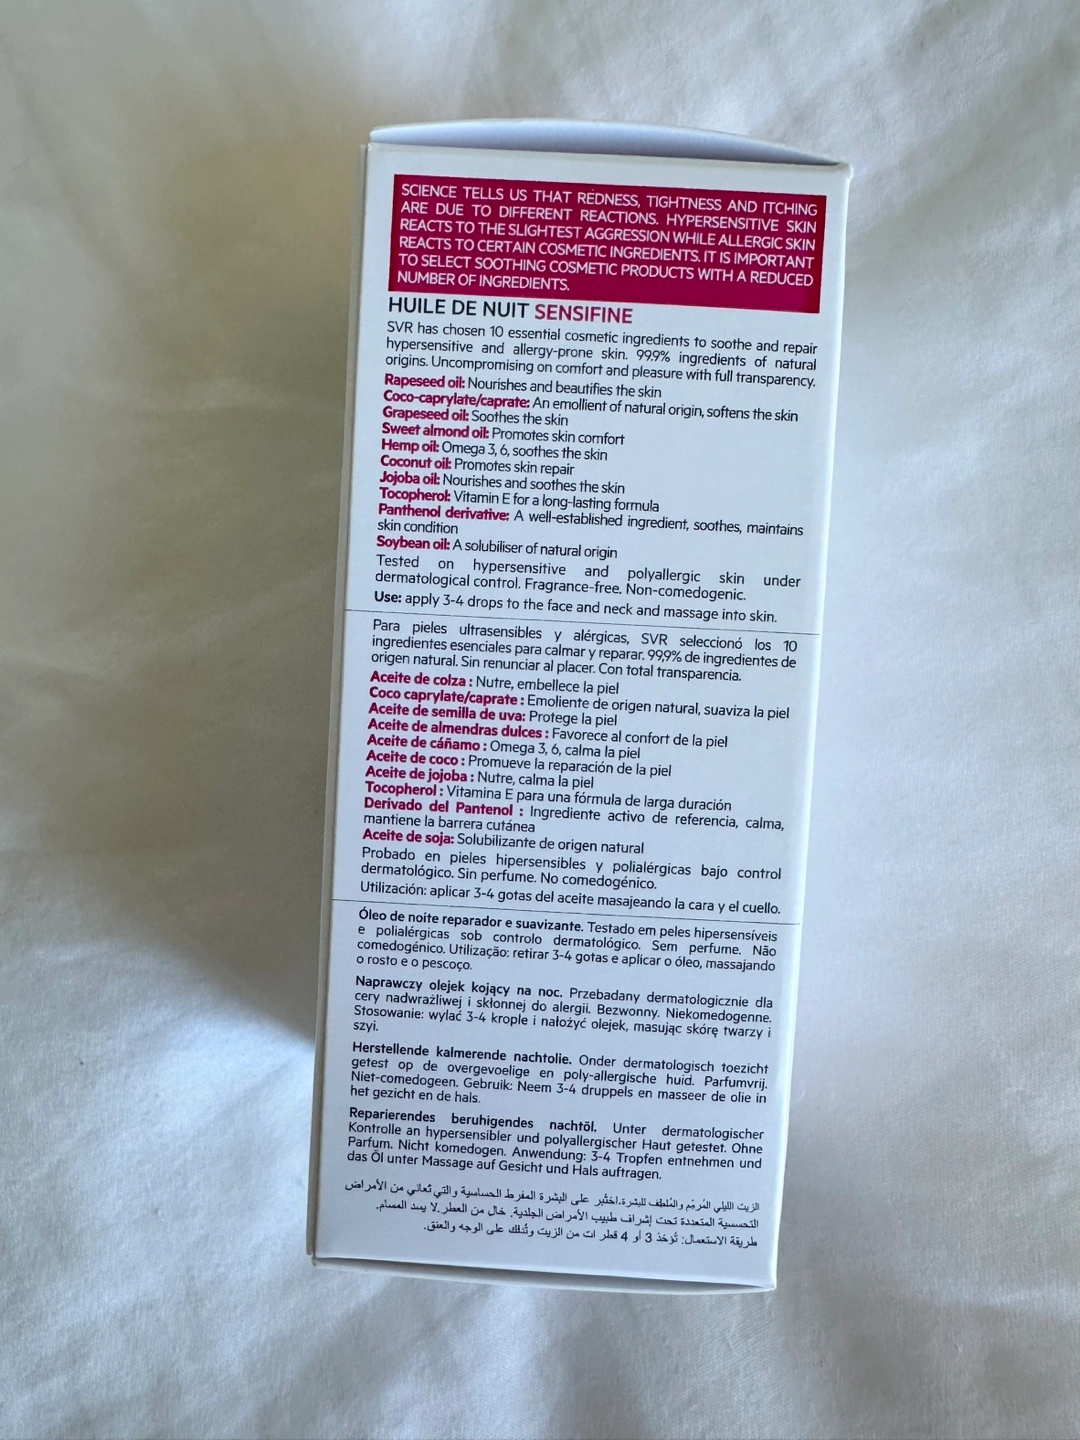 SCIENCE TELLS US THAT REDNESS, TIGHTNESS AND ITCHING
ARE DUE TO DIFFERENT REACTIONS. HYPERSENSITIVE SKIN
REACTS TO THE SLIGHTEST AGGRESSION WHILE ALLERGIC SKIN
REACTS TO CERTAIN COSMETIC INGREDIENTS. IT IS IMPORTANT
TO SELECT SOOTHING COSMETIC PRODUCTS WITH A REDUCED
NUMBER OF INGREDIENTS.
HUILE DE NUIT SENSIFINE
SVR has chosen 10 essential cosmetic ingredients to soothe and repair
hypersensitive and allergy-prone skin. 99.9% ingredients of natural
origins. Uncompromising on comfort and pleasure with full transparency.
Rapeseed oil: Nourishes and beautifies the skin
Coco-caprylate/caprate: An emollient of natural origin, softens the skin
Grapeseed oil: Soothes the skin
Sweet almond oil: Promotes skin comfort
Hemp oil: Omega 3, 6, soothes the skin
Coconut oil: Promotes skin repair
Jojoba oil: Nourishes and soothes the skin
Tocopherol: Vitamin E for a long-lasting formula
Panthenol derivative: A well-established ingredient, soothes, maintains
skin condition
Soybean oil: A solubiliser of natural origin
Tested on hypersensitive and polyallergic skin under
dermatological control. Fragrance-free. Non-comedogenic.
Use: apply 3-4 drops to the face and neck and massage into skin.
Para pieles ultrasensibles y alérgicas, SVR seleccionó los 10
ingredientes esenciales para calmar y reparar. 99,9% de ingredientes de
origen natural. Sin renunciar al placer. Con total transparencia.
Aceite de colza : Nutre, embellece la piel
Coco caprylate/caprate : Emoliente de origen natural, suaviza la piel
Aceite de semilla de uva: Protege la piel
Aceite de almendras dulces : Favorece al confort de la piel
Aceite de cáñamo : Omega 3, 6, calma la piel
Aceite de coco : Promueve la reparación de la piel
Aceite de jojoba : Nutre, calma la piel
Tocopherol : Vitamina E para una fórmula de larga duración
Derivado del Pantenol : Ingrediente activo de referencia, calma,
mantiene la barrera cutánea
Aceite de soja: Solubilizante de origen natural
Probado en pieles hipersensibles y polialérgicas bajo control
dermatológico. Sin perfume. No comedogénico.
Utilización: aplicar 3-4 gotas del aceite masajeando la cara y el cuello.
Óleo de noite reparador e suavizante. Testado em peles hipersensíveis
e polialérgicas sob controlo dermatológico. Sem perfume. Não
comedogénico. Utilização: retirar 3-4 gotas e aplicar o óleo, massajando
o rosto e o pescoço.
Naprawczy olejek kojący na noc. Przebadany dermatologicznie dla
cery nadwrażliwej i skłonnej do alergii. Bezwonny. Niekomedogenne.
Stosowanie: wylać 3-4 krople i nałożyć olejek, masując skórę twarzy i
szyi.
Herstellende kalmerende nachtolie. Onder dermatologisch toezicht
getest op de overgevoelige en poly-allergische huid. Parfumvrij.
Niet-comedogeen. Gebruik: Neem 3-4 druppels en masseer de olie in
het gezicht en de hals.
Reparierendes beruhigendes nachtöl. Unter dermatologischer
Kontrolle an hypersensibler und polyallergischer Haut getestet. Ohne
Parfum. Nicht komedogen. Anwendung: 3-4 Tropfen entnehmen und
das Öl unter Massage auf Gesicht und Hals auftragen.
الزيت الليلي المُرمّم والمُلطف للبشرة. اختُبر على البشرة المفرط الحساسية والتي تُعاني من الأمراض
التحسسية المتعددة تحت إشراف طبيب الأمراض الجلدية. خال من العطر. لا يسد المسام.
طريقة الاستعمال: تُؤخذ 3 أو 4 قطر ات من الزيت وتُدلك على الوجه والعنق.